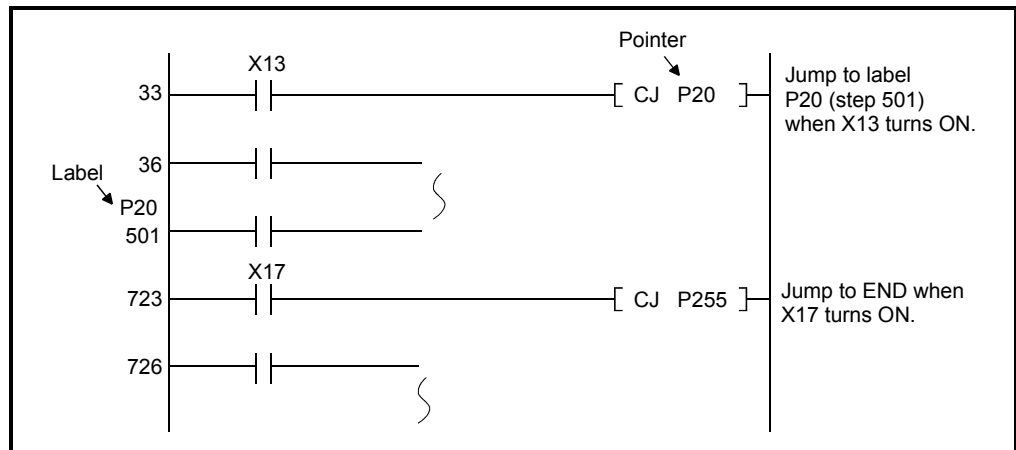 Pointer
X13
33
CJ P20
Jump to label
P20 (step 501)
when X13 turns ON.
36
Label
P20
501
X17
723
CJ P255
Jump to END when
X17 turns ON.
726